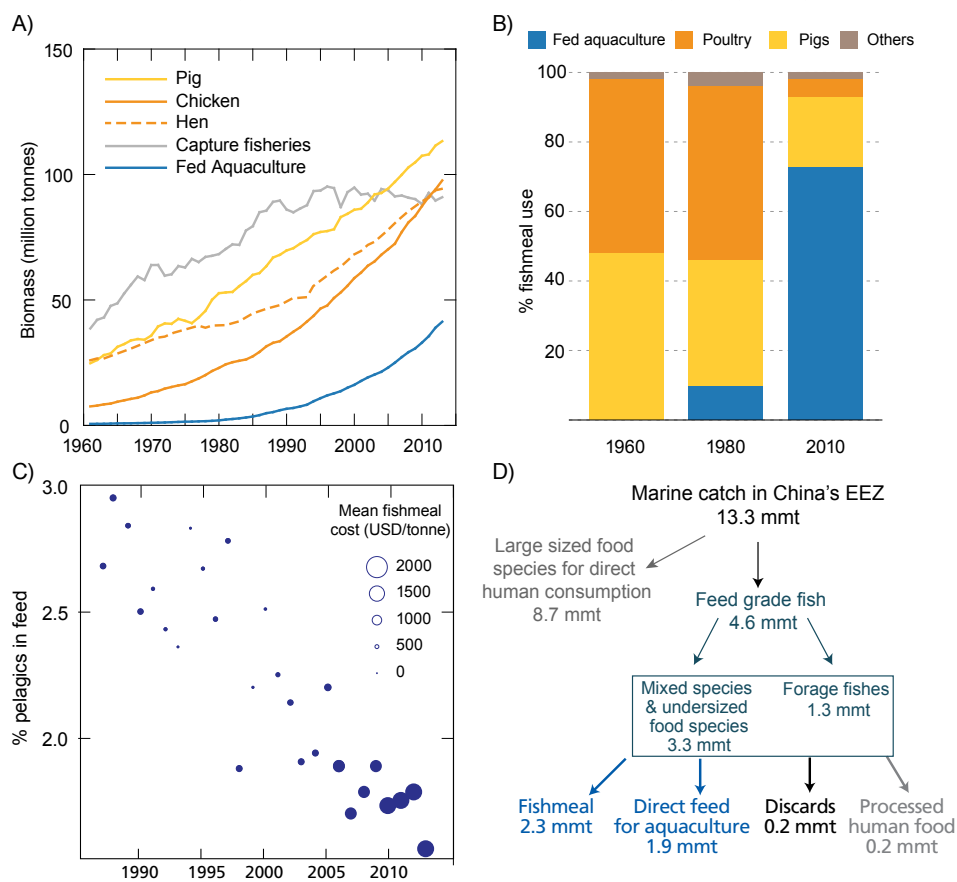 A)
150
100
50
0
Biomass (million tonnes)
Pig
Chicken
Hen
Capture fisheries
Fed Aquaculture
1960
1970
1980
1990
2000
2010
B)
Fed aquaculture
Poultry
Pigs
Others
100
80
60
40
20
% fishmeal use
1960
1980
2010
C)
3.0
2.5
2.0
% pelagics in feed
Mean fishmeal
cost (USD/tonne)
2000
1500
1000
500
0
1990
1995
2000
2005
2010
D)
Marine catch in China's EEZ
13.3 mmt
Large sized food
species for direct
human consumption
8.7 mmt
Feed grade fish
4.6 mmt
Mixed species
& undersized
food species
3.3 mmt
Forage fishes
1.3 mmt
Fishmeal
2.3 mmt
Direct feed
for aquaculture
1.9 mmt
Discards
0.2 mmt
Processed
human food
0.2 mmt